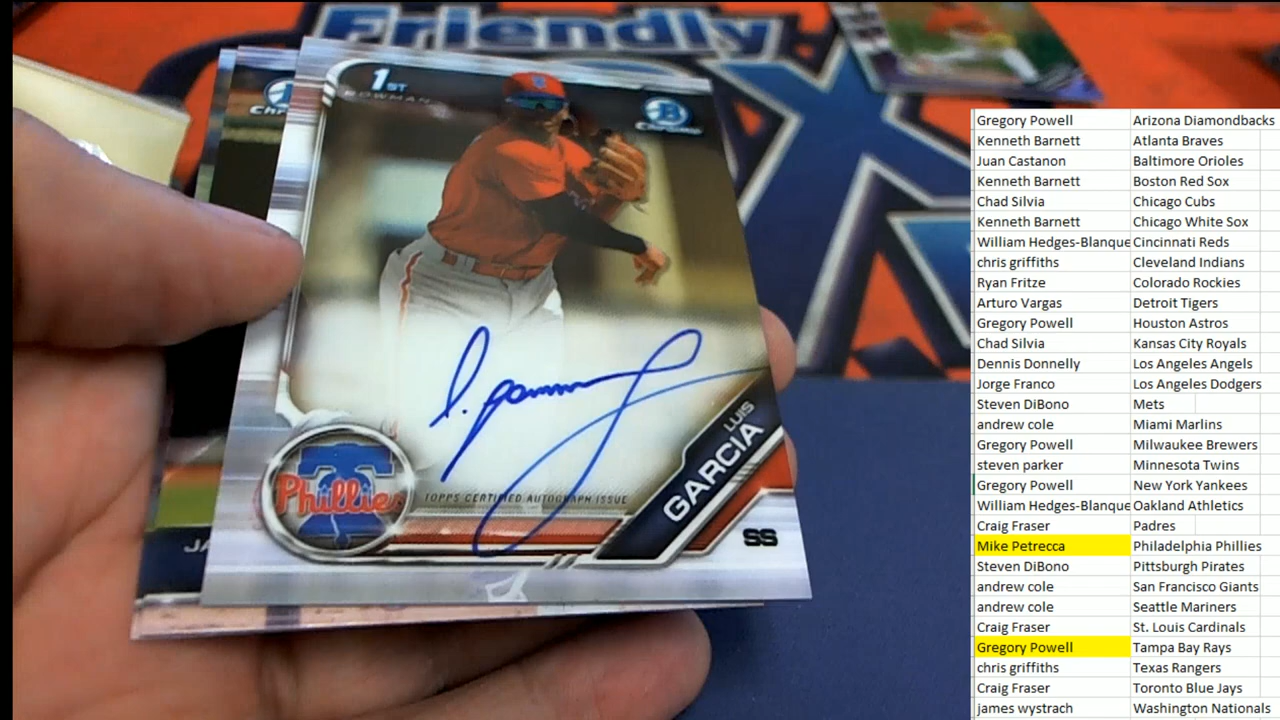 Friendly
1ST
BOWMAN
B
Chrome
Chr
LUIS
GARCIA
Phillies
TOPPS CERTIFIED AUTOGRAPH ISSUE
SS
JA
Gregory Powell Arizona Diamondbacks
Kenneth Barnett Atlanta Braves
Juan Castanon Baltimore Orioles
Kenneth Barnett Boston Red Sox
Chad Silvia Chicago Cubs
Kenneth Barnett Chicago White Sox
William Hedges-Blanque Cincinnati Reds
chris griffiths Cleveland Indians
Ryan Fritze Colorado Rockies
Arturo Vargas Detroit Tigers
Gregory Powell Houston Astros
Chad Silvia Kansas City Royals
Dennis Donnelly Los Angeles Angels
Jorge Franco Los Angeles Dodgers
Steven DiBono Mets
andrew cole Miami Marlins
Gregory Powell Milwaukee Brewers
steven parker Minnesota Twins
Gregory Powell New York Yankees
William Hedges-Blanque Oakland Athletics
Craig Fraser Padres
Mike Petrecca Philadelphia Phillies
Steven DiBono Pittsburgh Pirates
andrew cole San Francisco Giants
andrew cole Seattle Mariners
Craig Fraser St. Louis Cardinals
Gregory Powell Tampa Bay Rays
chris griffiths Texas Rangers
Craig Fraser Toronto Blue Jays
james wystrach Washington Nationals